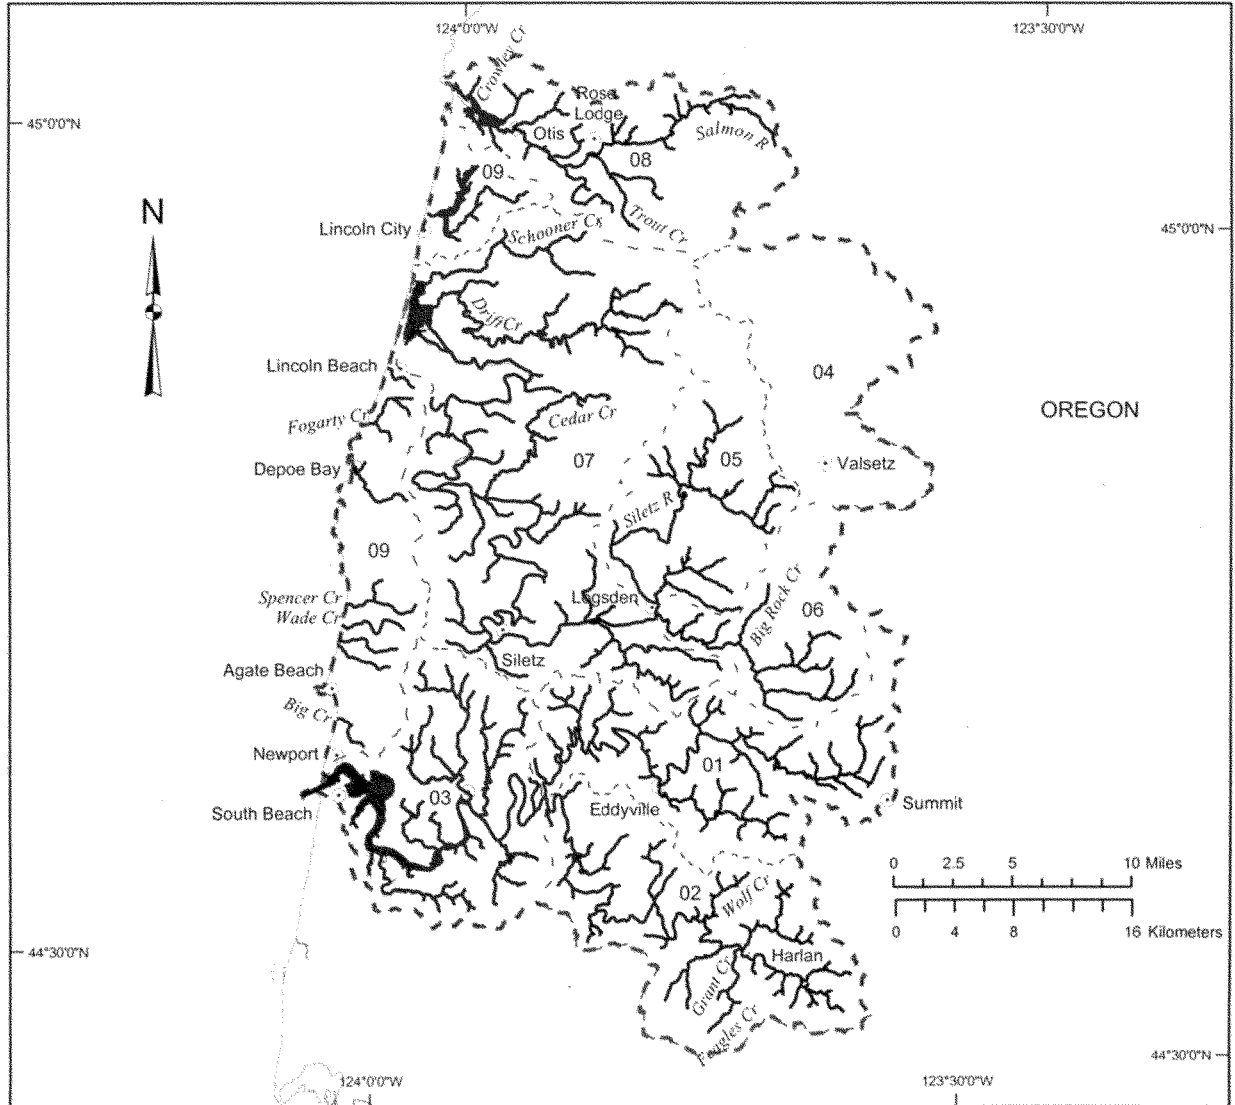 124°0'0"W
123°30'0"W
Crowley Cr
Rose
Lodge
45°0'0"N
Otis
Salmon R
08
09
N
Trout Cr
Lincoln City
Schooner Cr
45°0'0"N
Drift Cr
Lincoln Beach
04
OREGON
Fogarty Cr
Cedar Cr
Depoe Bay
07
05
Valsetz
Siletz R
09
Spencer Cr
Logsden
Big Rock Cr
Wade Cr
06
Agate Beach
Siletz
Big Cr
Newport
01
03
South Beach
Eddyville
Summit
0 2.5 5 10 Miles
02
Wolf Cr
0 4 8 16 Kilometers
44°30'0"N
Harlan
Grant Cr
Feagles Cr
44°30'0"N
124°0'0"W
123°30'0"W